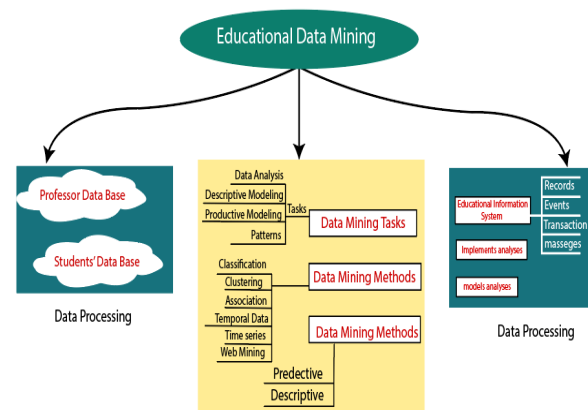 Educational Data Mining
Professor Data Base
Students' Data Base
Data Processing
Data Analysis
Descriptive Modeling
Productive Modeling
Patterns
Tasks
Data Mining Tasks
Classification
Clustering
Association
Temporal Data
Time series
Web Mining
Data Mining Methods
Data Mining Methods
Predective
Descriptive
Educational Information
System
Implements analyses
models analyses
Records
Events
Transaction
masseges
Data Processing